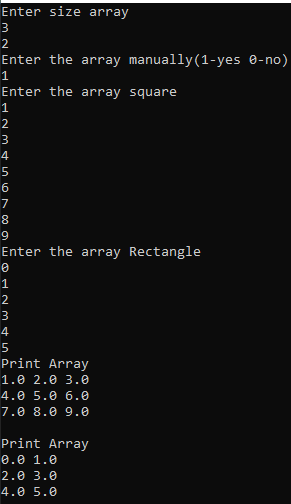 Enter size array
3
2
Enter the array manually(1-yes 0-no)
1
Enter the array square
1
2
3
4
5
6
7
8
9
Enter the array Rectangle
0
1
2
3
4
5
Print Array
1.0 2.0 3.0
4.0 5.0 6.0
7.0 8.0 9.0
Print Array
0.0 1.0
2.0 3.0
4.0 5.0